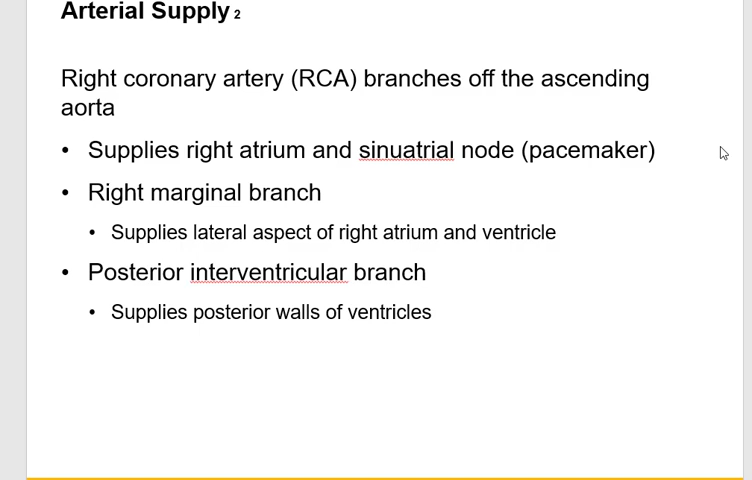 Arterial Supply 2
Right coronary artery (RCA) branches off the ascending
aorta
• Supplies right atrium and sinuatrial node (pacemaker)
• Right marginal branch
• Supplies lateral aspect of right atrium and ventricle
• Posterior interventricular branch
• Supplies posterior walls of ventricles